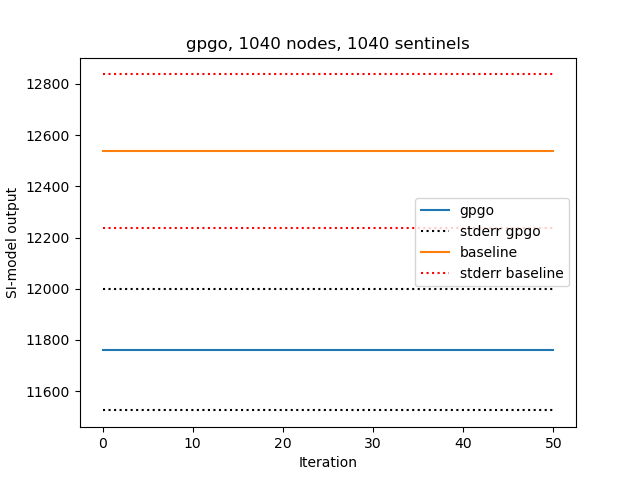 gpgo, 1040 nodes, 1040 sentinels
SI-model output
12800
12600
12400
12200
12000
11800
11600
gpgo
stderr gpgo
baseline
stderr baseline
0 10 20 30 40 50
Iteration